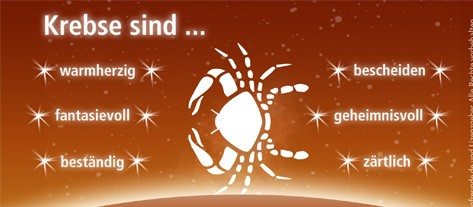 Krebse sind ...
warmherzig
fantasievoll
beständig
bescheiden
geheimnisvoll
zärtlich